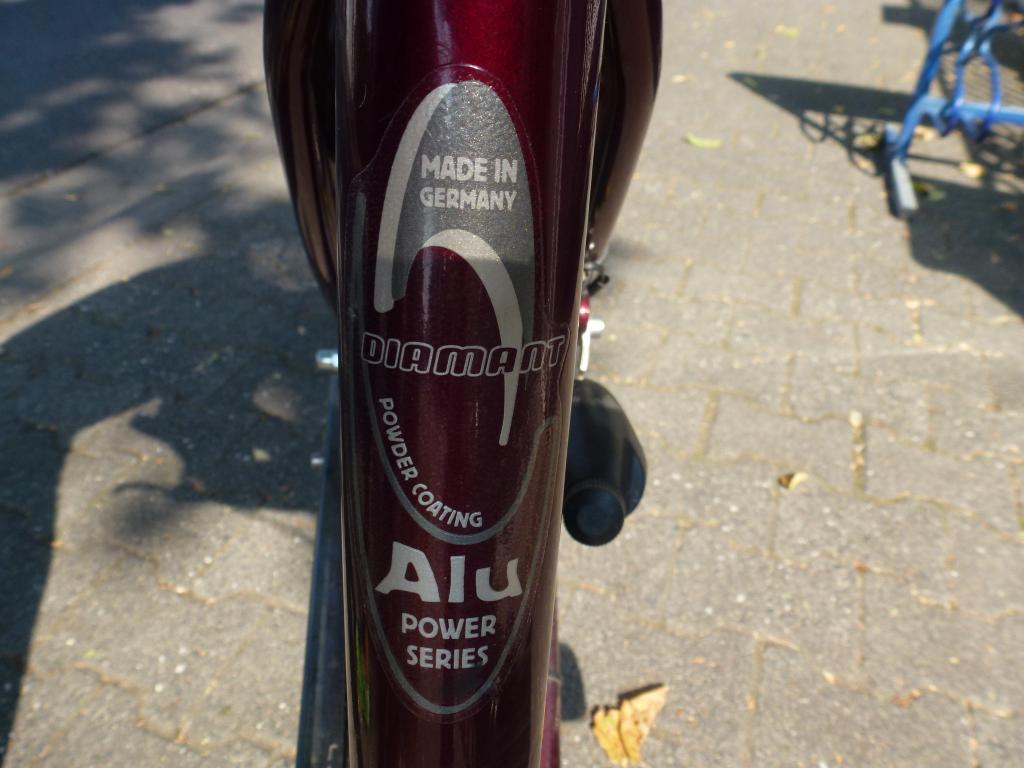 MADE IN
GERMANY
DIAMANT
POWDER COATING
Alu
POWER
SERIES